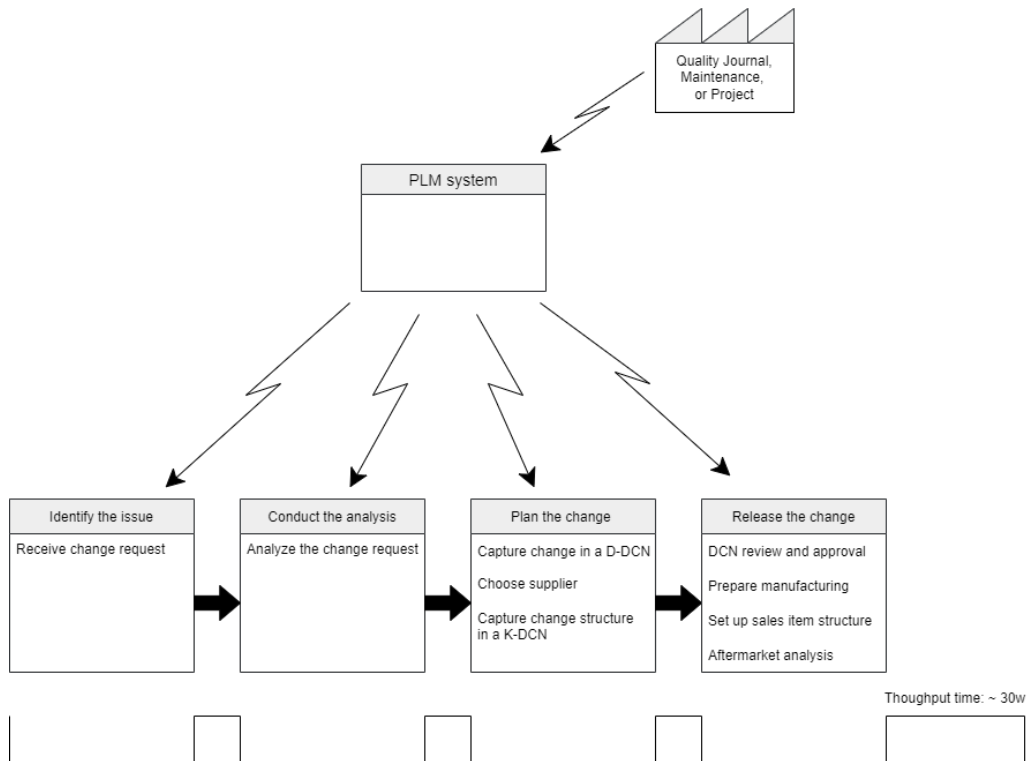 Quality Journal,
Maintenance,
or Project
PLM system
Identify the issue
Receive change request
Conduct the analysis
Analyze the change request
Plan the change
Capture change in a D-DCN
Choose supplier
Capture change structure
in a K-DCN
Release the change
DCN review and approval
Prepare manufacturing
Set up sales item structure
Aftermarket analysis
Thoughput time: ~ 30w